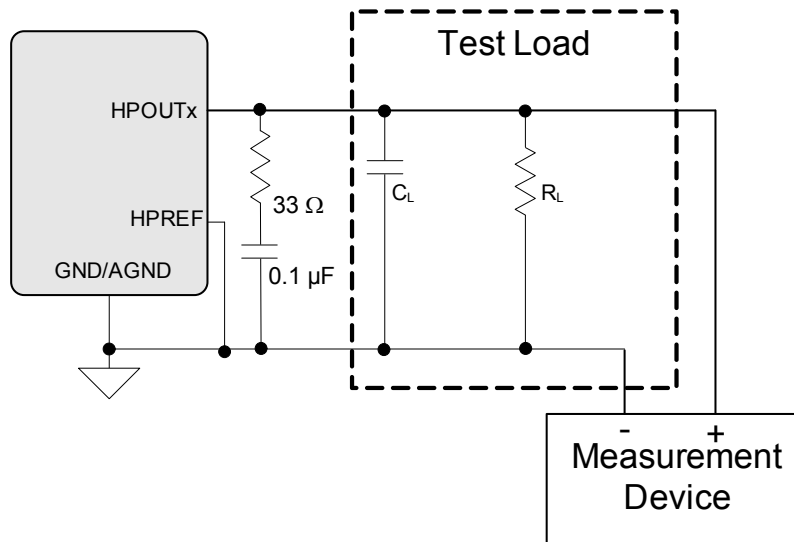 Test Load
HPOUTx
HPREF
GND/AGND
33 Ω
0.1 µF
CL
RL
- +
Measurement
Device